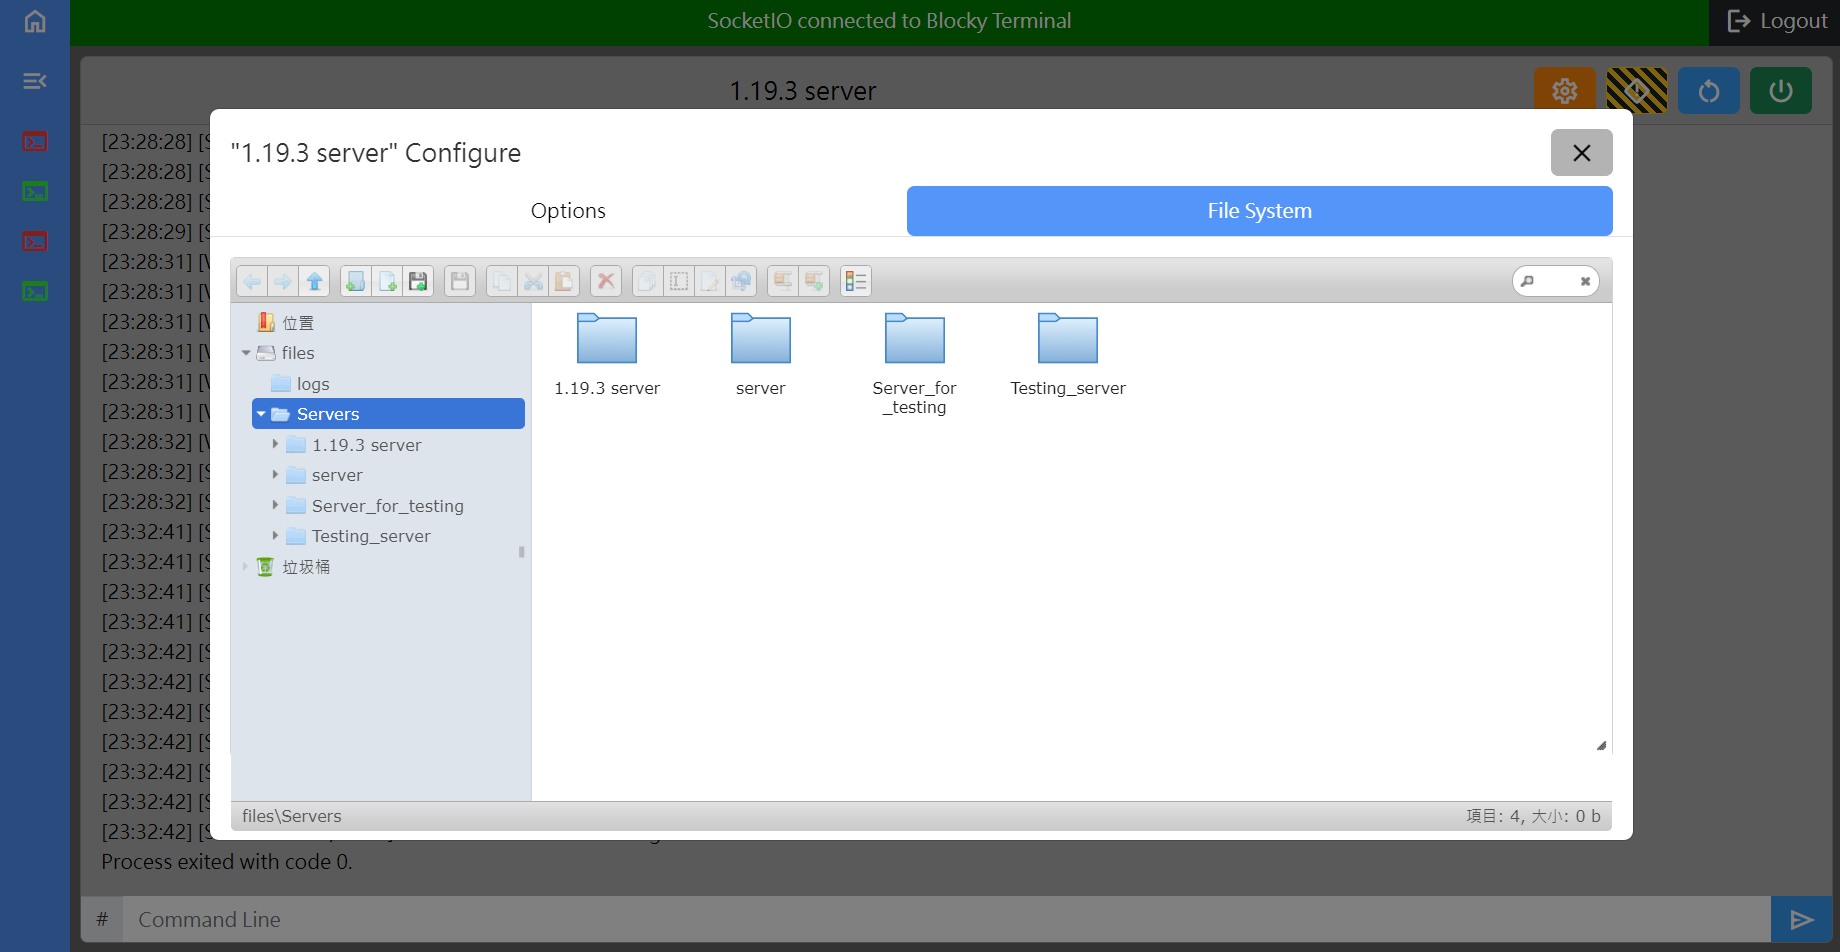 SocketIO connected to Blocky Terminal
Logout
1.19.3 server
"1.19.3 server" Configure
Options
File System
位置
files
logs
Servers
1.19.3 server
server
Server_for_testing
Testing_server
垃圾桶
1.19.3 server
server
Server_for
_testing
Testing_server
files\Servers
項目: 4, 大小: 0 b
[23:28:28] [S
[23:28:28] [S
[23:28:28] [S
[23:28:29] [S
[23:28:31] [
[23:28:31] [
[23:28:31] [
[23:28:31] [
[23:28:31] [
[23:28:31] [
[23:28:32] [
[23:28:32] [S
[23:28:32] [S
[23:32:41] [S
[23:32:41] [S
[23:32:41] [S
[23:32:41] [S
[23:32:42] [S
[23:32:42] [S
[23:32:42] [S
[23:32:42] [S
[23:32:42] [S
[23:32:42] [S
[23:32:42] [S
Process exited with code 0.
#
Command Line